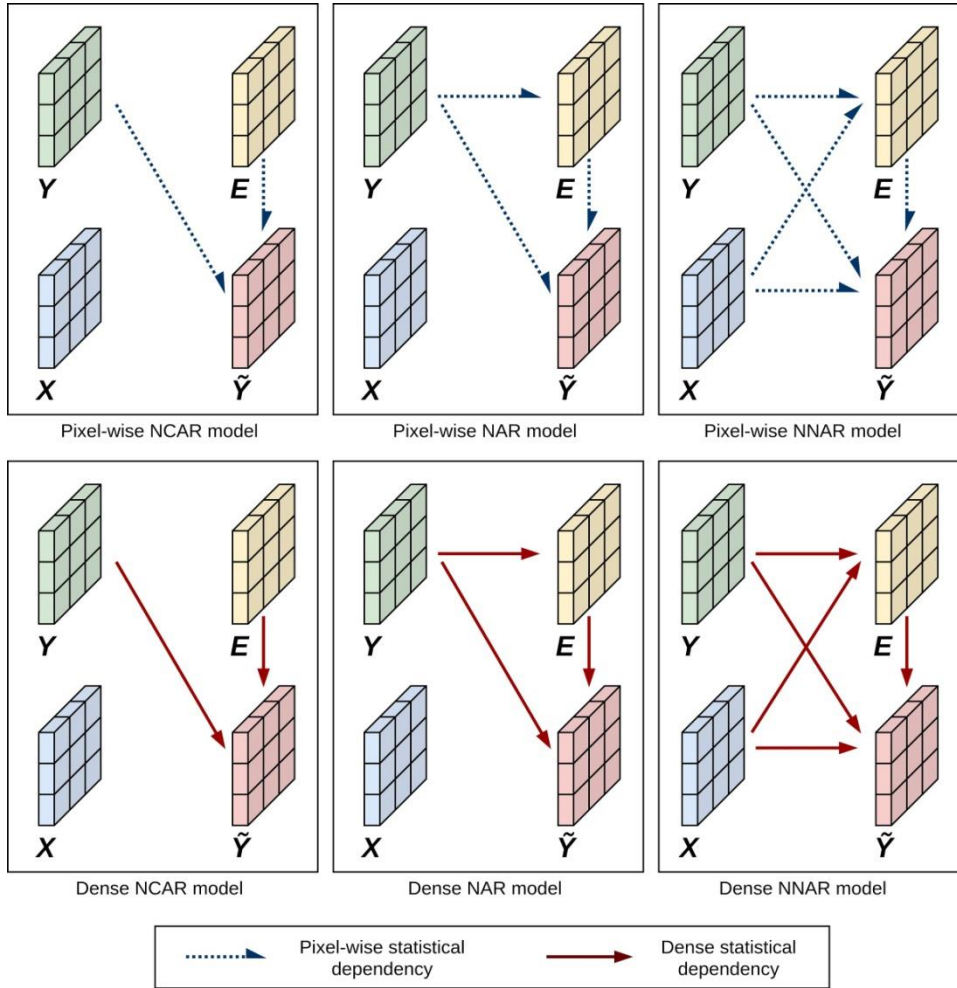 Y E
X Ỹ
Pixel-wise NCAR model
Y E
X Ỹ
Pixel-wise NAR model
Y E
X Ỹ
Pixel-wise NNAR model
Y E
X Ỹ
Dense NCAR model
Y E
X Ỹ
Dense NAR model
Y E
X Ỹ
Dense NNAR model
Pixel-wise statistical
dependency
Dense statistical
dependency